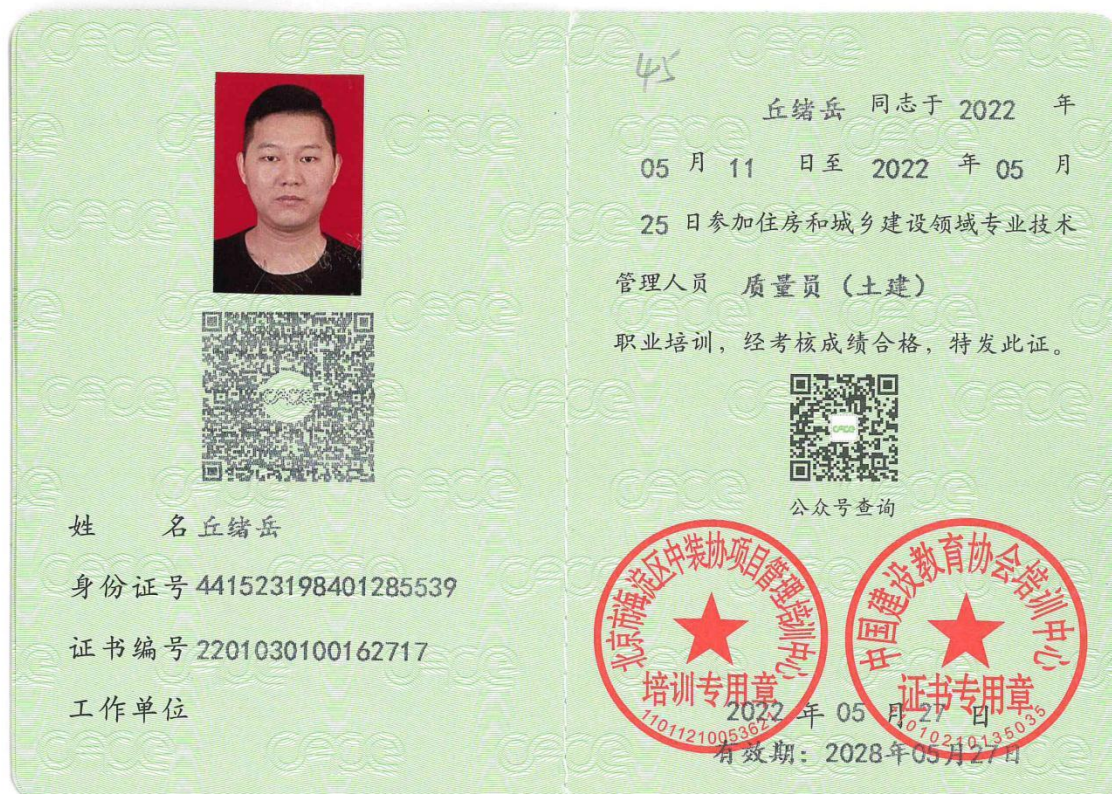 姓 名 丘绪岳
身份证号 441523198401285539
证书编号 2201030100162717
工作单位
45
丘绪岳 同志于 2022 年
05 月 11 日至 2022 年 05 月
25 日参加住房和城乡建设领域专业技术
管理人员 质量员（土建）
职业培训，经考核成绩合格，特发此证。
cece
公众号查询
北京市海淀区中装协项目管理培训中心
培训专用章
中国建设教育协会培训中心
证书专用章
11010210135035
2022 年 05 月 27 日
有效期：2028年05月27日